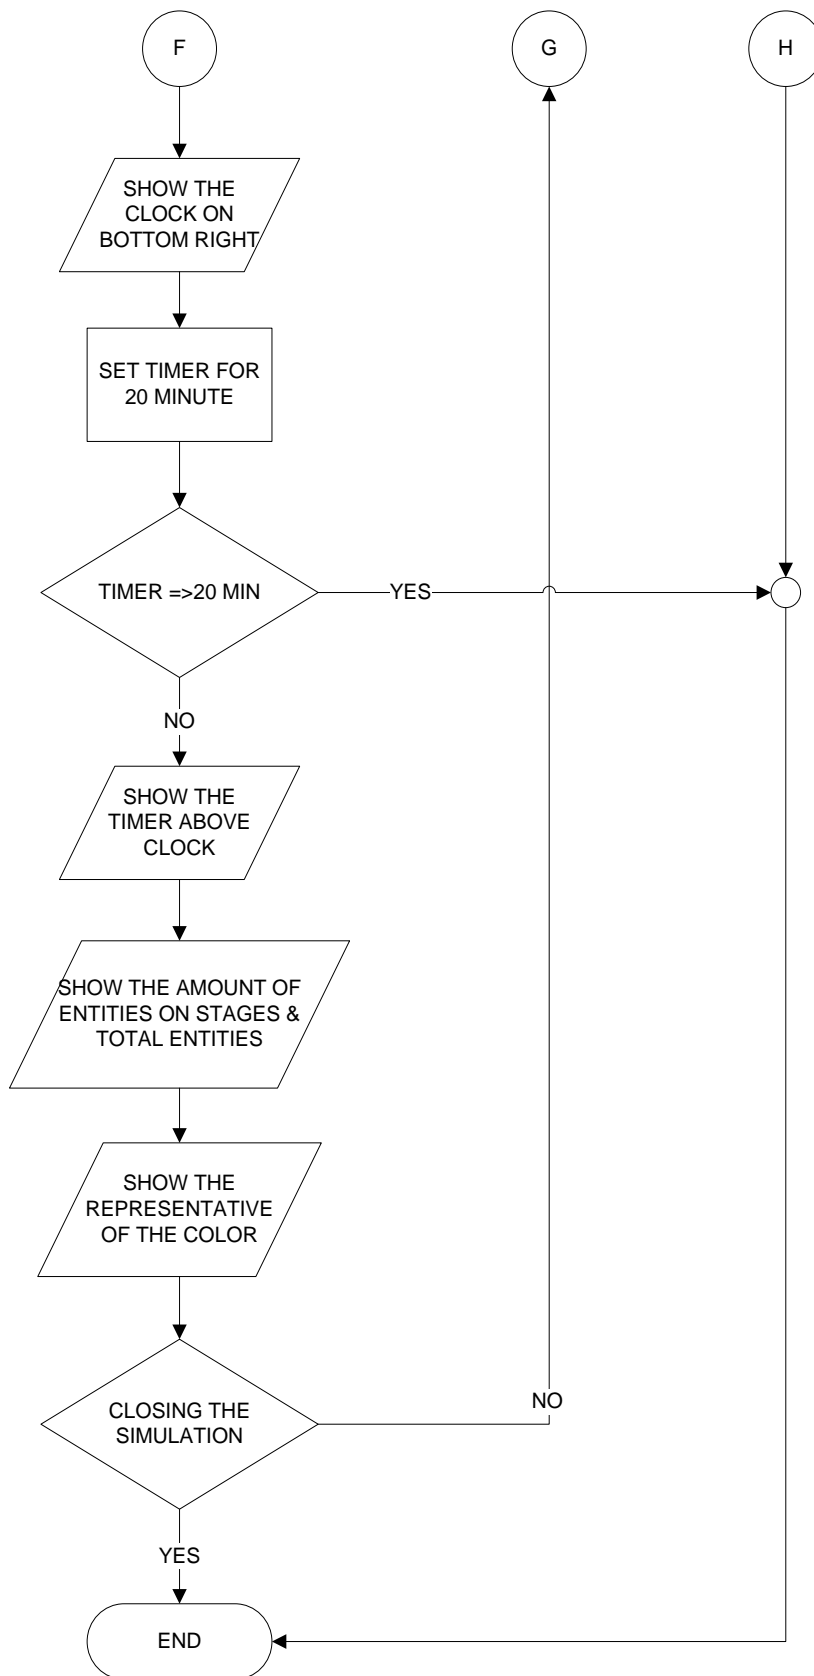 F
G
H
SHOW THE
CLOCK ON
BOTTOM RIGHT
SET TIMER FOR
20 MINUTE
TIMER =>20 MIN
YES
NO
SHOW THE
TIMER ABOVE
CLOCK
SHOW THE AMOUNT OF
ENTITIES ON STAGES &
TOTAL ENTITIES
SHOW THE
REPRESENTATIVE
OF THE COLOR
CLOSING THE
SIMULATION
NO
YES
END